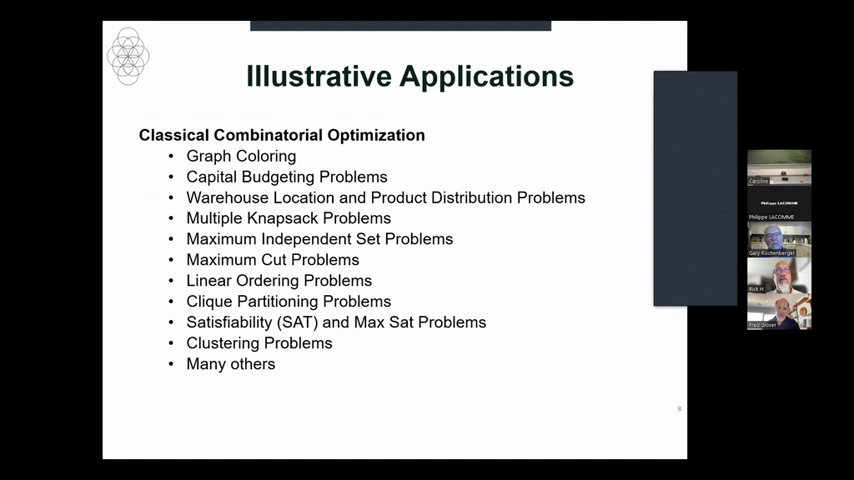 Illustrative Applications
Classical Combinatorial Optimization
• Graph Coloring
• Capital Budgeting Problems
• Warehouse Location and Product Distribution Problems
• Multiple Knapsack Problems
• Maximum Independent Set Problems
• Maximum Cut Problems
• Linear Ordering Problems
• Clique Partitioning Problems
• Satisfiability (SAT) and Max Sat Problems
• Clustering Problems
• Many others
8
Caroline
Philippe LACOMME
Philippe LACOMME
Gary Kochenberger
Rick H
Fred Glover